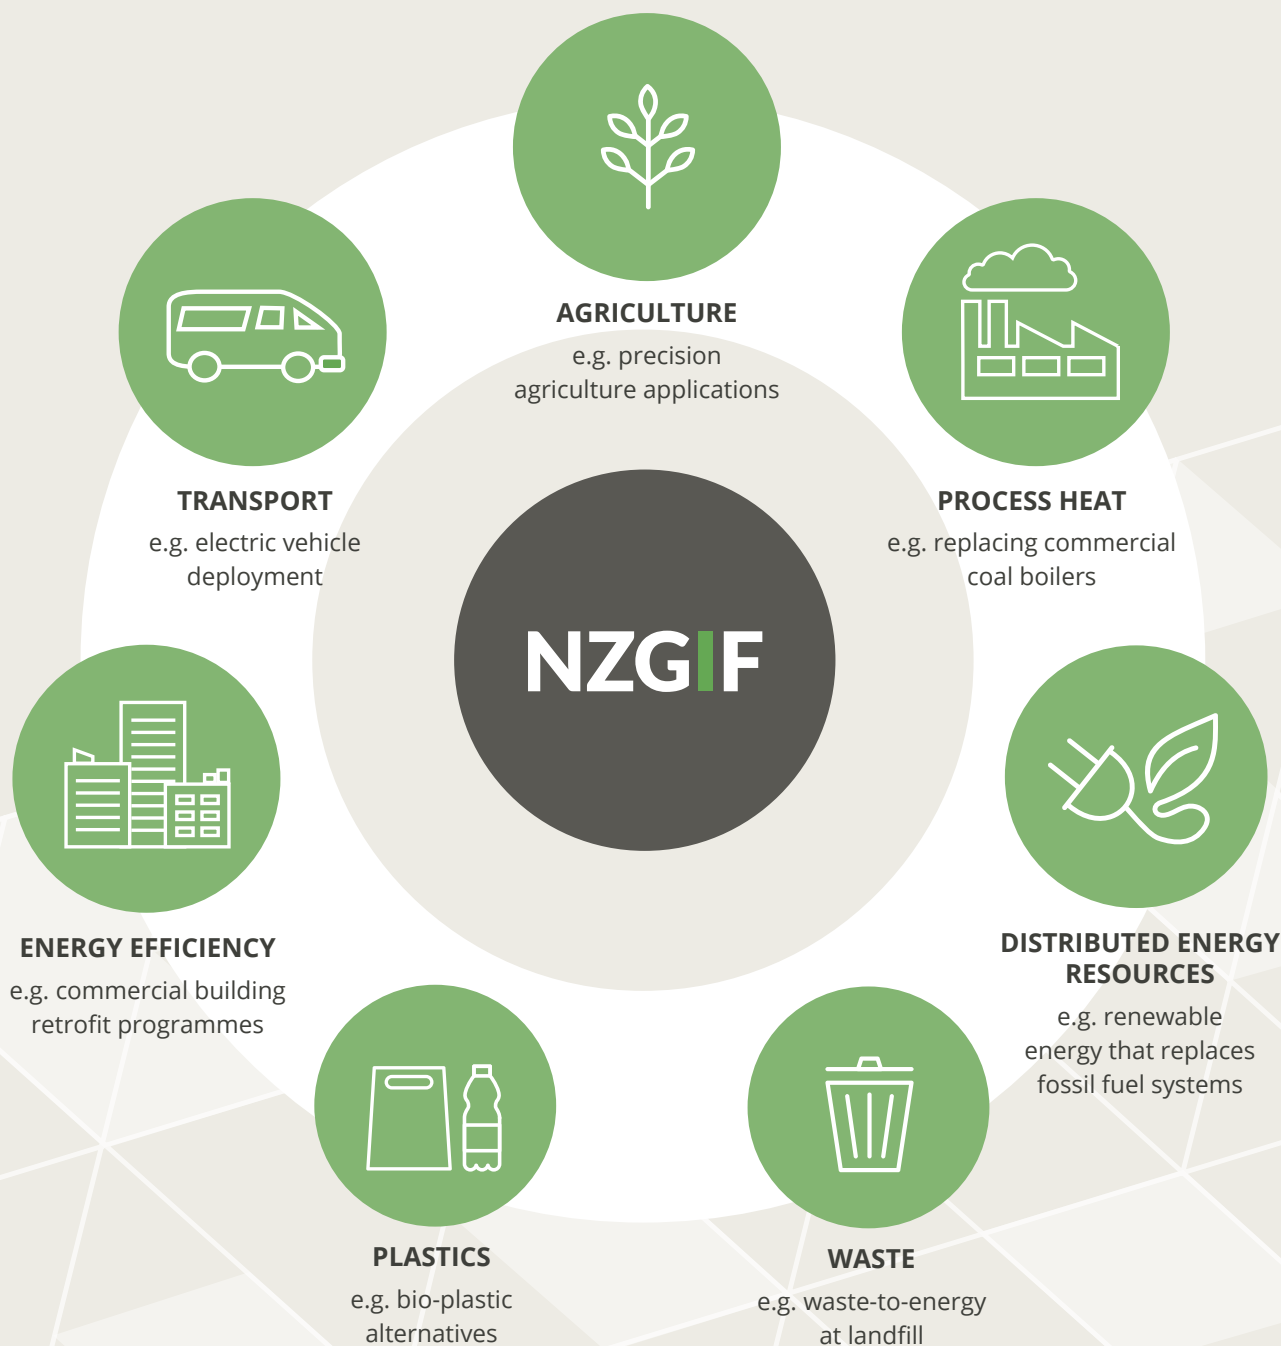 AGRICULTURE
e.g. precision
agriculture applications
TRANSPORT
e.g. electric vehicle
deployment
PROCESS HEAT
e.g. replacing commercial
coal boilers
NZGIF
ENERGY EFFICIENCY
e.g. commercial building
retrofit programmes
DISTRIBUTED ENERGY
RESOURCES
e.g. renewable
energy that replaces
fossil fuel systems
PLASTICS
e.g. bio-plastic
alternatives
WASTE
e.g. waste-to-energy
at landfill